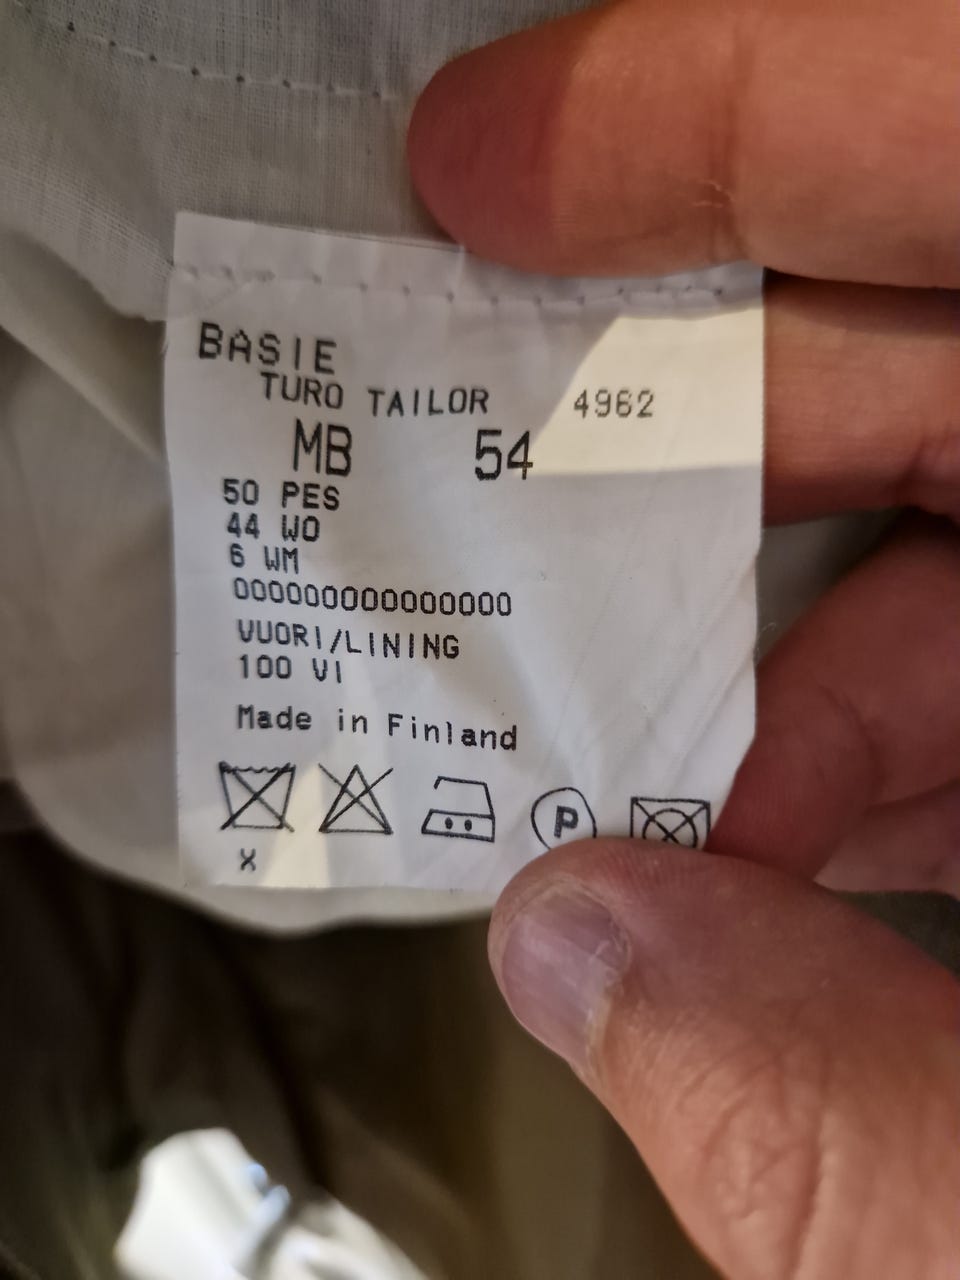 BASIE
TURO TAILOR 4962
MB 54
50 PES
44 WO
6 WM
0000000000000000
VUORI/LINING
100 VI
Made in Finland
P
X